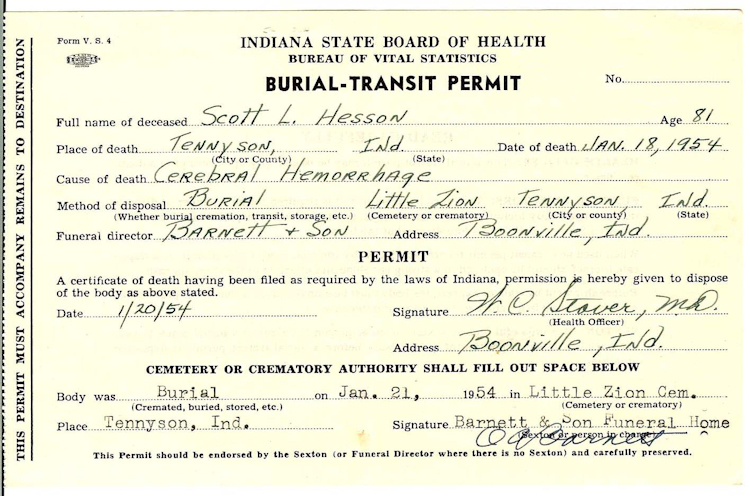 Form V. S. 4
INDIANA STATE BOARD OF HEALTH
BUREAU OF VITAL STATISTICS
BURIAL-TRANSIT PERMIT
No.
Full name of deceased Scott L. Hesson Age 81
Place of death Tennyson, Ind. Date of death JAN. 18, 1954
(City or County) (State)
Cause of death Cerebral Hemorrhage
Method of disposal Burial Little Zion Tennyson, Ind.
(Whether burial cremation, transit, storage, etc.) (Cemetery or crematory) (City or county) (State)
Funeral director Barnett + Son Address Boonville, Ind.
PERMIT
A certificate of death having been filed as required by the laws of Indiana, permission is hereby given to dispose
of the body as above stated.
Date 1/20/54 Signature W. C. Stover, M.D.
(Health Officer)
Address Boonville, Ind.
CEMETERY OR CREMATORY AUTHORITY SHALL FILL OUT SPACE BELOW
Body was Burial on Jan. 21, 1954 in Little Zion Cem.
(Cremated, buried, stored, etc.) (Cemetery or crematory)
Place Tennyson, Ind. Signature Barnett & Son Funeral Home
(Sexton or person in charge)
This Permit should be endorsed by the Sexton (or Funeral Director where there is no Sexton) and carefully preserved.
THIS PERMIT MUST ACCOMPANY REMAINS TO DESTINATION